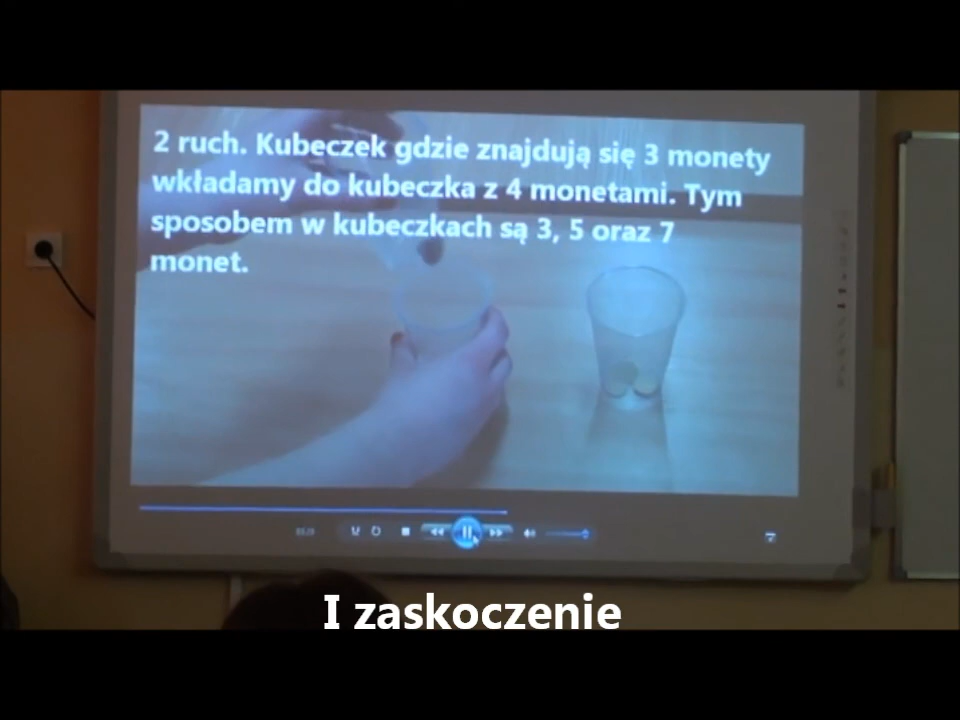 2 ruch. Kubeczek gdzie znajdują się 3 monety
wkładamy do kubeczka z 4 monetami. Tym
sposobem w kubeczkach są 3, 5 oraz 7
monet.
I zaskoczenie